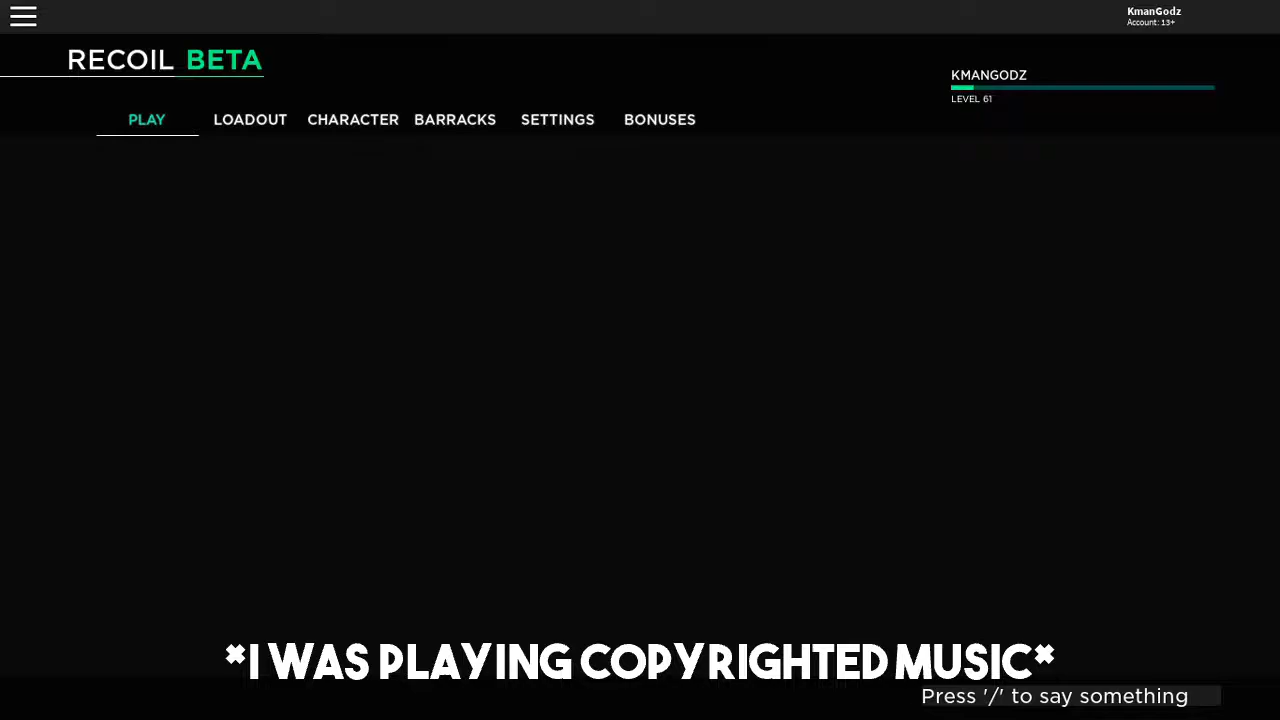 KmanGodz
Account: 13+
RECOIL BETA
KMANGODZ
LEVEL 61
PLAY LOADOUT CHARACTER BARRACKS SETTINGS BONUSES
*I WAS PLAYING COPYRIGHTED MUSIC*
Press '/' to say something